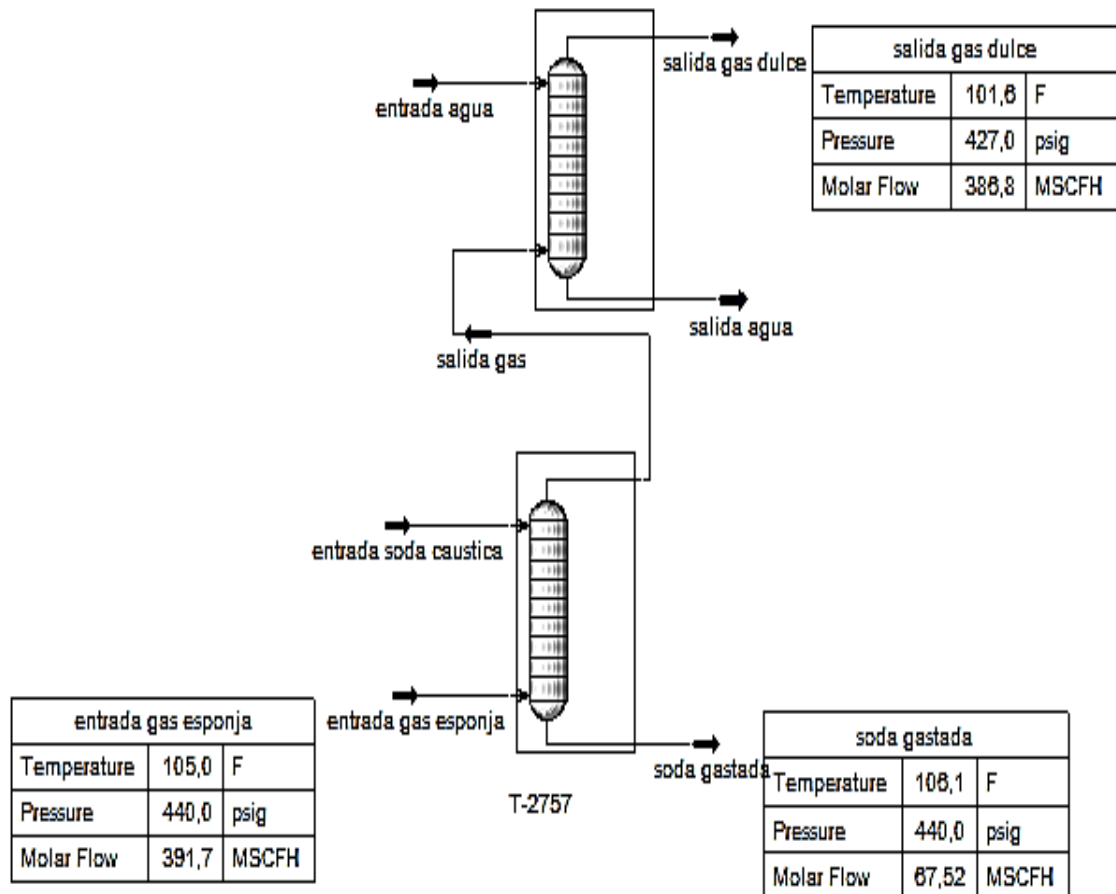 salida gas dulce
entrada agua
salida gas dulce
Temperature 101,6 F
Pressure 427,0 psig
Molar Flow 386,8 MSCFH
salida agua
salida gas
entrada soda caustica
entrada gas esponja
T-2757
soda gastada
entrada gas esponja
Temperature 105,0 F
Pressure 440,0 psig
Molar Flow 391,7 MSCFH
soda gastada
Temperature 106,1 F
Pressure 440,0 psig
Molar Flow 67,52 MSCFH